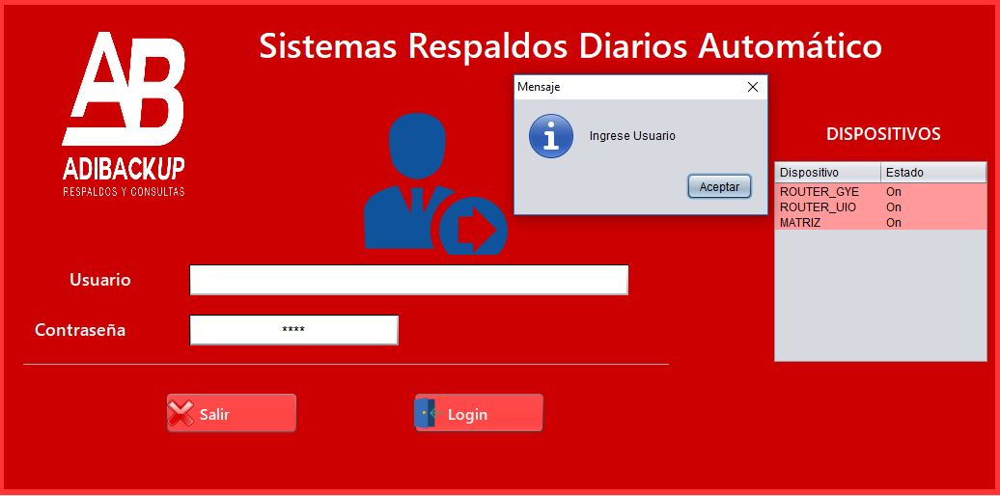 Sistemas Respaldos Diarios Automático
AB
ADIBACKUP
RESPALDOS Y CONSULTAS
Mensaje
Ingrese Usuario
Aceptar
DISPOSITIVOS
Dispositivo Estado
ROUTER_GYE On
ROUTER_UIO On
MATRIZ On
Usuario
Contraseña ****
Salir Login